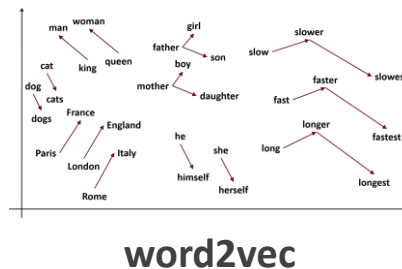 man
woman
girl
father
son
slow
slower
slowes
cat
king
queen
boy
dog
cats
mother
daughter
fast
faster
dogs
France
England
he
she
long
longer
fastest
Paris
Italy
London
himself
herself
longest
Rome
word2vec